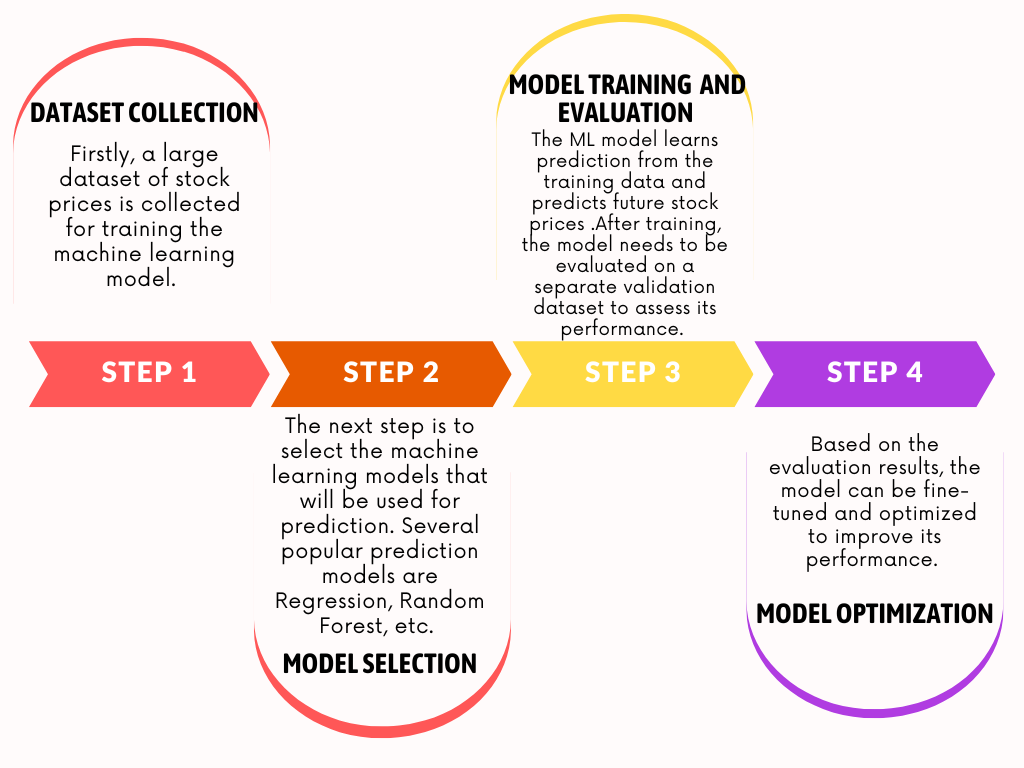 DATASET COLLECTION
Firstly, a large
dataset of stock
prices is collected
for training the
machine learning
model.
STEP 1
STEP 2
The next step is to
select the machine
learning models that
will be used for
prediction. Several
popular prediction
models are
Regression, Random
Forest, etc.
MODEL SELECTION
MODEL TRAINING AND
EVALUATION
The ML model learns
prediction from the
training data and
predicts future stock
prices .After training,
the model needs to be
evaluated on a
separate validation
dataset to assess its
performance.
STEP 3
STEP 4
Based on the
evaluation results, the
model can be fine-
tuned and optimized
to improve its
performance.
MODEL OPTIMIZATION